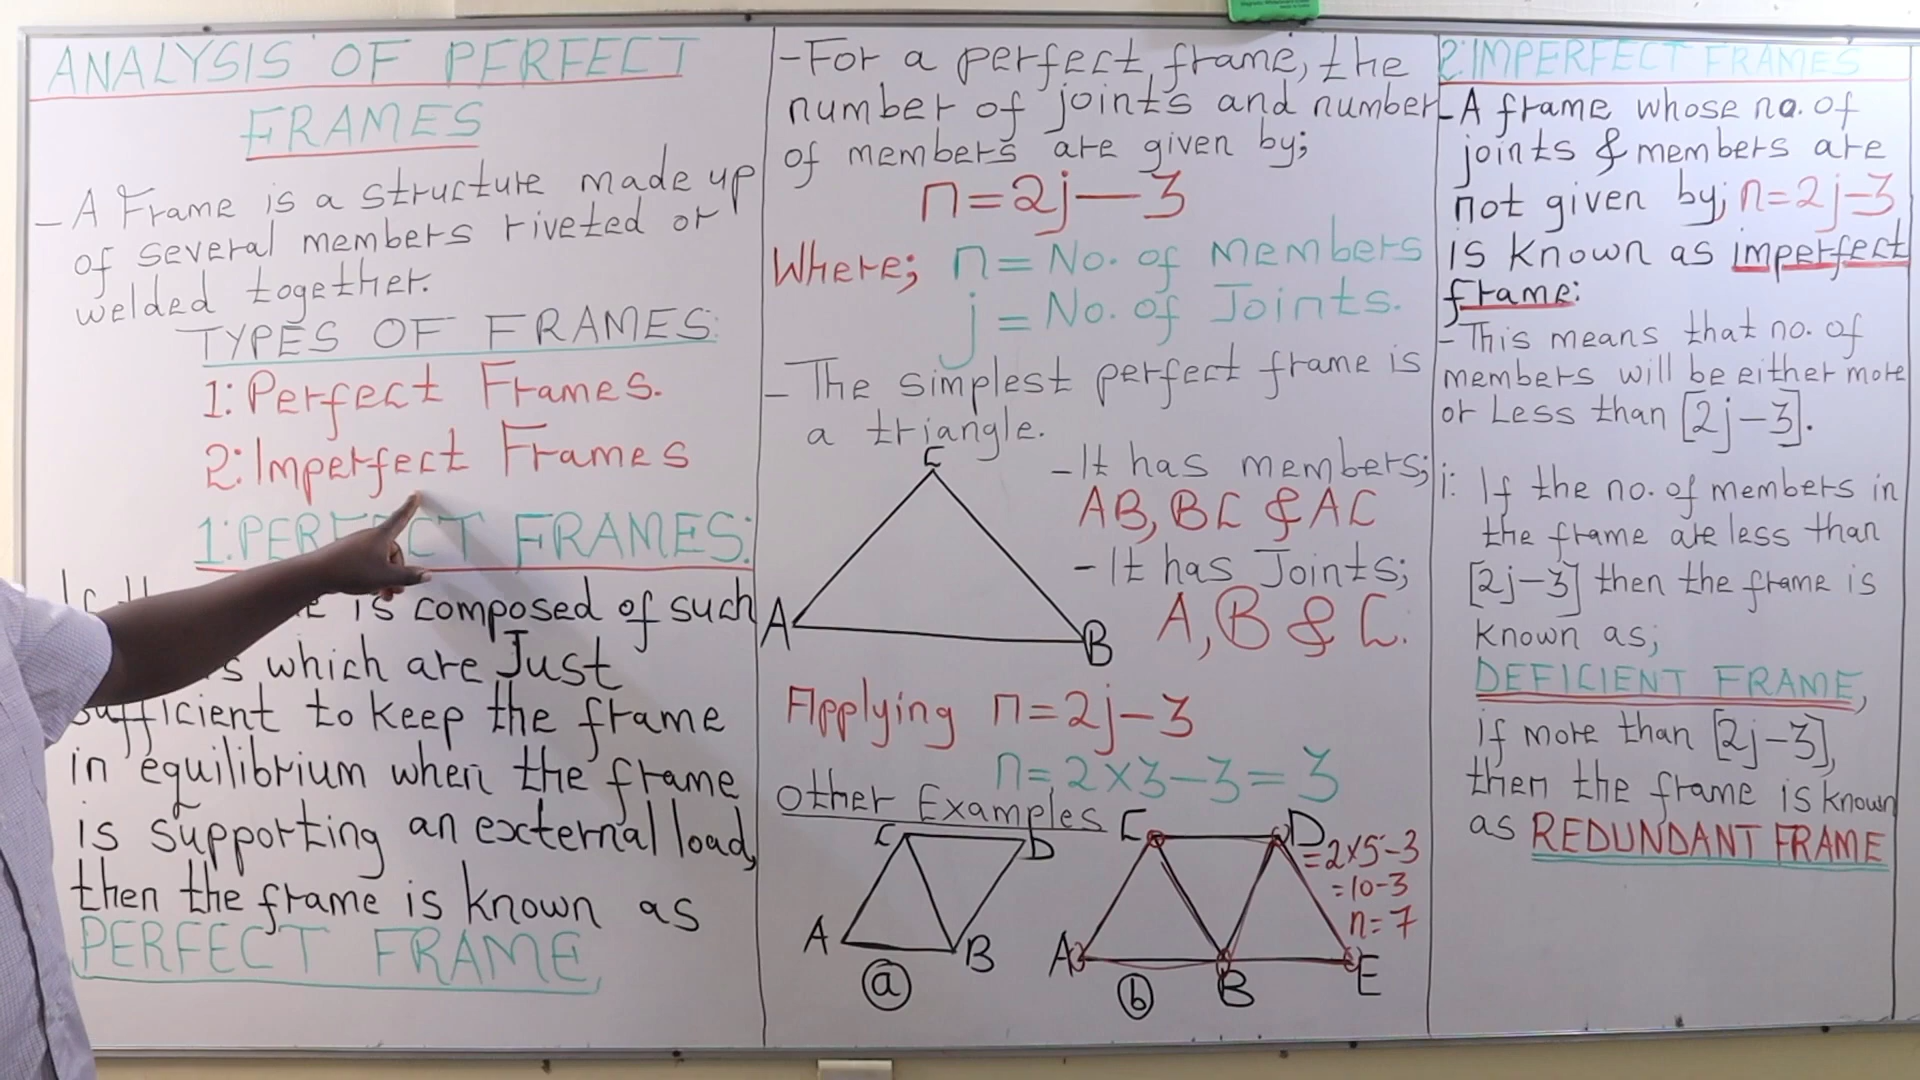 ANALYSIS OF PERFECT
FRAMES
- A Frame is a structure made up
of several members riveted or
welded together.
TYPES OF FRAMES:
1: Perfect Frames.
2: Imperfect Frames
1: PERFECT FRAMES:
is composed of such
which are Just
sufficient to keep the frame
in equilibrium when the frame
is supporting an external load,
then the frame is known as
PERFECT FRAME
- For a perfect frame, the
number of joints and number
of members are given by;
n=2j-3
Where; n = No. of Members
j = No. of Joints.
- The simplest perfect frame is
a triangle.
C
A
B
- It has members;
AB, BC & AC
- It has Joints;
A, B & C.
Applying n=2j-3
n=2x3-3=3
Other Examples
C D
A B
a
C D
A B E
b
=2x5-3
=10-3
n=7
2: IMPERFECT FRAMES
- A frame whose no. of
joints & members are
not given by; n=2j-3
is known as imperfect
frame:
- This means that no. of
members will be either more
or Less than [2j-3].
i: If the no. of members in
the frame are less than
[2j-3] then the frame is
known as;
DEFICIENT FRAME,
if more than [2j-3],
then the frame is known
as REDUNDANT FRAME